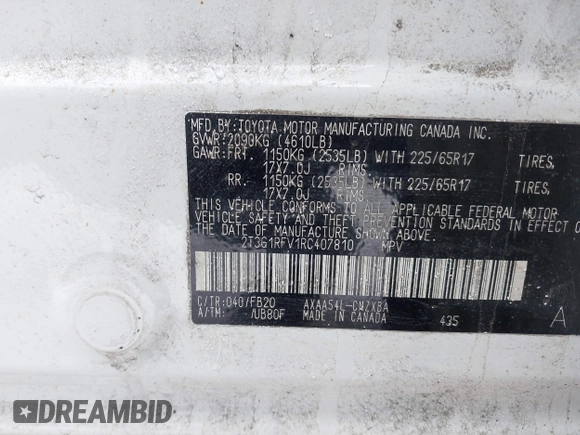 MFD.BY:TOYOTA MOTOR MANUFACTURING CANADA INC.
GVWR:2090KG (4610LB)
GAWR:FRT. 1150KG (2535LB) WITH 225/65R17 TIRES,
17X7.0J RIMS
RR. 1150KG (2535LB) WITH 225/65R17 TIRES,
17X7.0J RIMS
THIS VEHICLE CONFORMS TO ALL APPLICABLE FEDERAL MOTOR
VEHICLE SAFETY AND THEFT PREVENTION STANDARDS IN EFFECT O
THE DATE OF MANUFACTURE
2T3G1RFV1RC407810 MPV
C/TR:040/FB20 AXAA54L-CNZXBA
A/TM: /UB80F MADE IN CANADA 435 A
DREAMBID